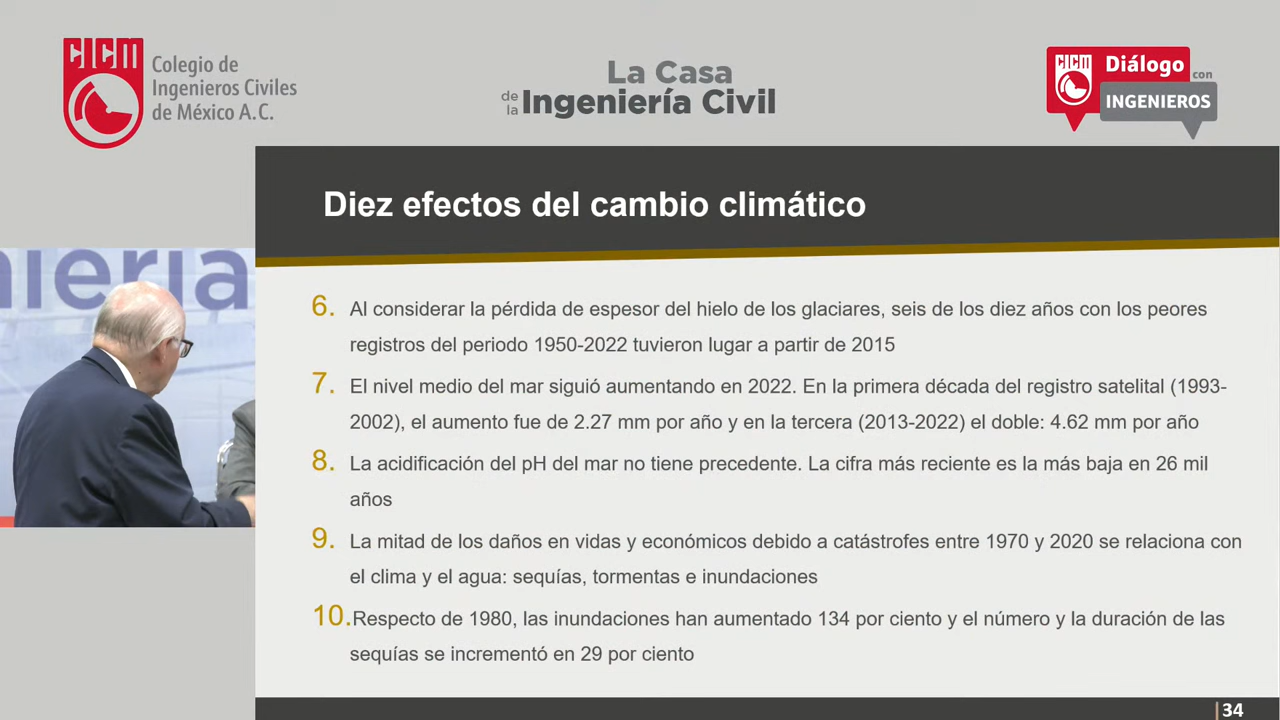 CICM
Colegio de
Ingenieros Civiles
de México A.C.
La Casa
de la Ingeniería Civil
CICM
Diálogo con
INGENIEROS
Diez efectos del cambio climático
niería
6. Al considerar la pérdida de espesor del hielo de los glaciares, seis de los diez años con los peores
registros del periodo 1950-2022 tuvieron lugar a partir de 2015
7. El nivel medio del mar siguió aumentando en 2022. En la primera década del registro satelital (1993-
2002), el aumento fue de 2.27 mm por año y en la tercera (2013-2022) el doble: 4.62 mm por año
8. La acidificación del pH del mar no tiene precedente. La cifra más reciente es la más baja en 26 mil
años
9. La mitad de los daños en vidas y económicos debido a catástrofes entre 1970 y 2020 se relaciona con
el clima y el agua: sequías, tormentas e inundaciones
10. Respecto de 1980, las inundaciones han aumentado 134 por ciento y el número y la duración de las
sequías se incrementó en 29 por ciento
34